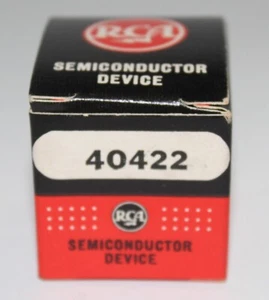 RCA
SEMICONDUCTOR
DEVICE
40422
RCA
SEMICONDUCTOR
DEVICE